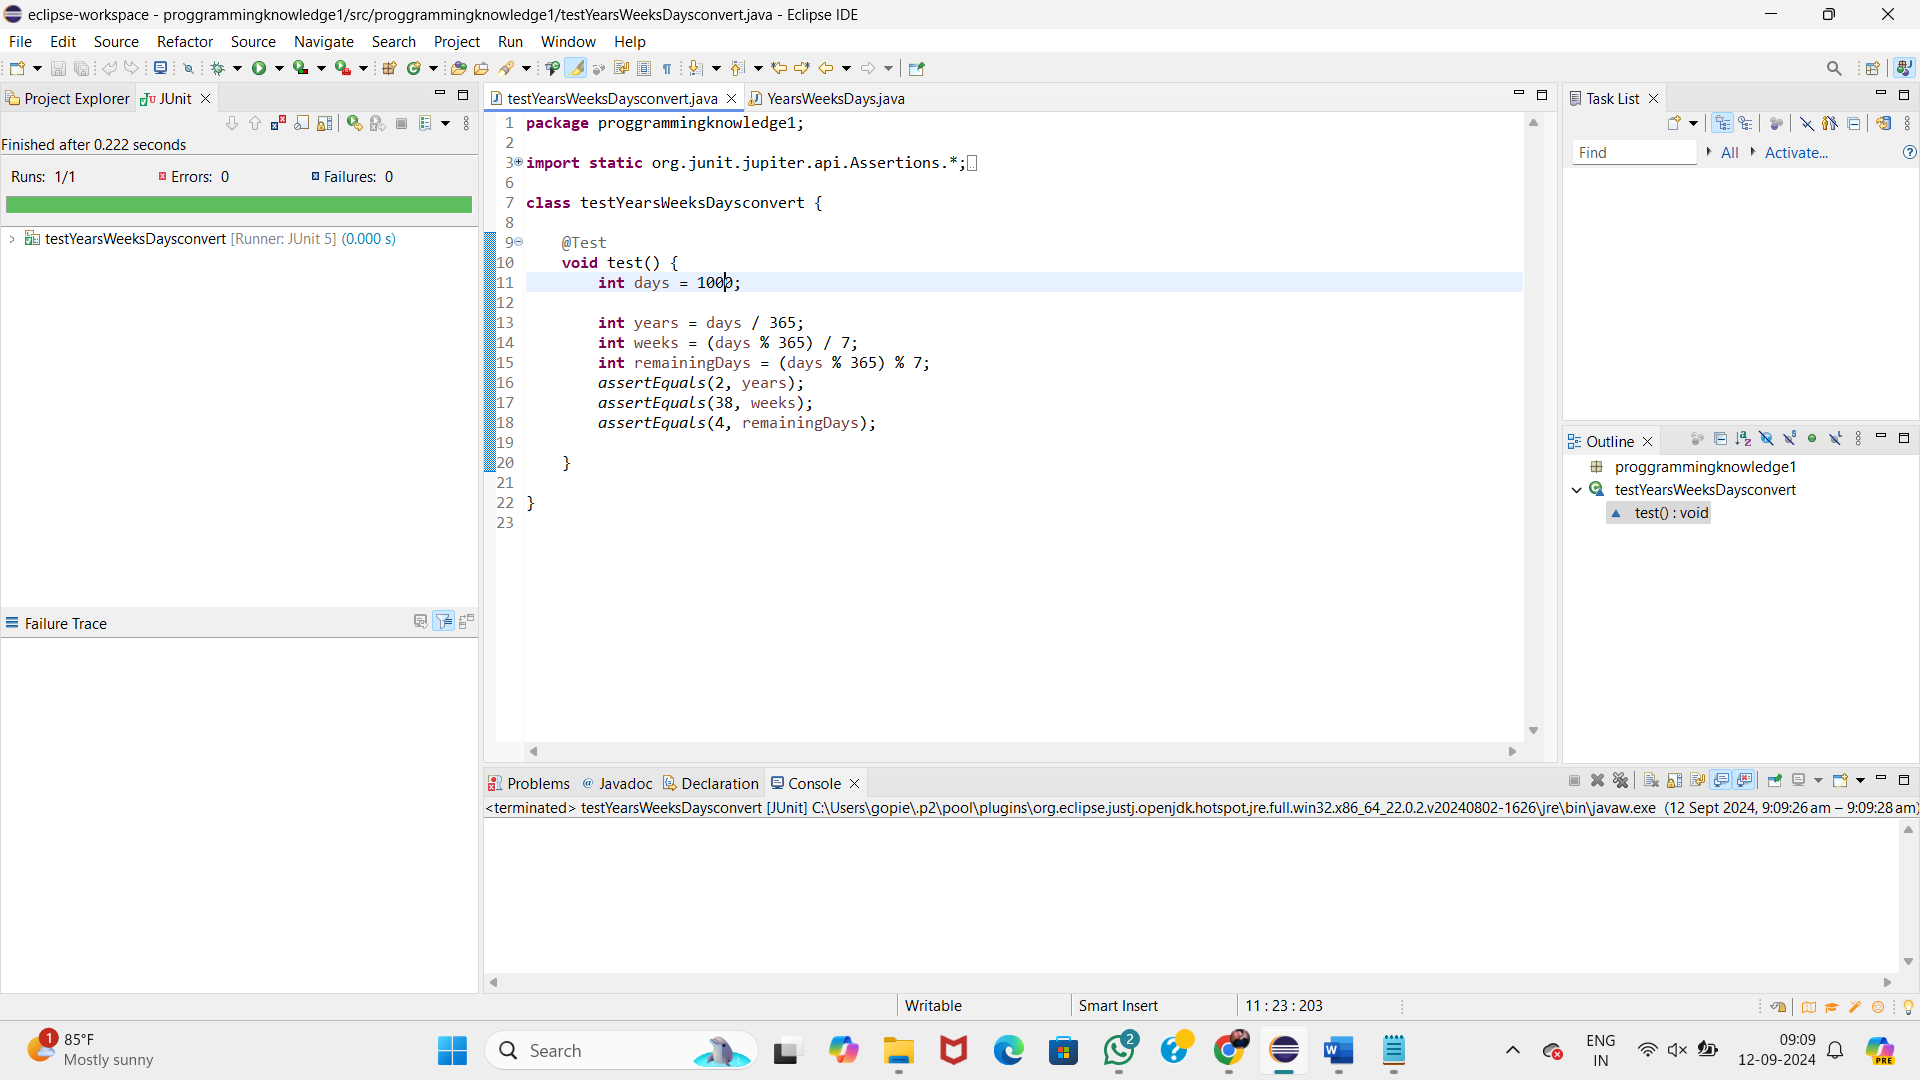 eclipse-workspace - proggrammingknowledge1/src/proggrammingknowledge1/testYearsWeeksDaysconvert.java - Eclipse IDE
File Edit Source Refactor Source Navigate Search Project Run Window Help
Project Explorer JUnit
Finished after 0.222 seconds
Runs: 1/1 Errors: 0 Failures: 0
testYearsWeeksDaysconvert [Runner: JUnit 5] (0.000 s)
Failure Trace
testYearsWeeksDaysconvert.java YearsWeeksDays.java
1 package proggrammingknowledge1;
2
3 import static org.junit.jupiter.api.Assertions.*;
6
7 class testYearsWeeksDaysconvert {
8
9 @Test
10 void test() {
11 int days = 1000;
12
13 int years = days / 365;
14 int weeks = (days % 365) / 7;
15 int remainingDays = (days % 365) % 7;
16 assertEquals(2, years);
17 assertEquals(38, weeks);
18 assertEquals(4, remainingDays);
19
20 }
21
22 }
23
Task List
Find All Activate...
Outline
proggrammingknowledge1
testYearsWeeksDaysconvert
test() : void
Problems Javadoc Declaration Console
<terminated> testYearsWeeksDaysconvert [JUnit] C:\Users\gopie\.p2\pool\plugins\org.eclipse.justj.openjdk.hotspot.jre.full.win32.x86_64_22.0.2.v20240802-1626\jre\bin\javaw.exe (12 Sept 2024, 9:09:26 am – 9:09:28 am)
Writable Smart Insert 11 : 23 : 203
1
85°F
Mostly sunny
Search
2
ENG
IN
09:09
12-09-2024
PRE